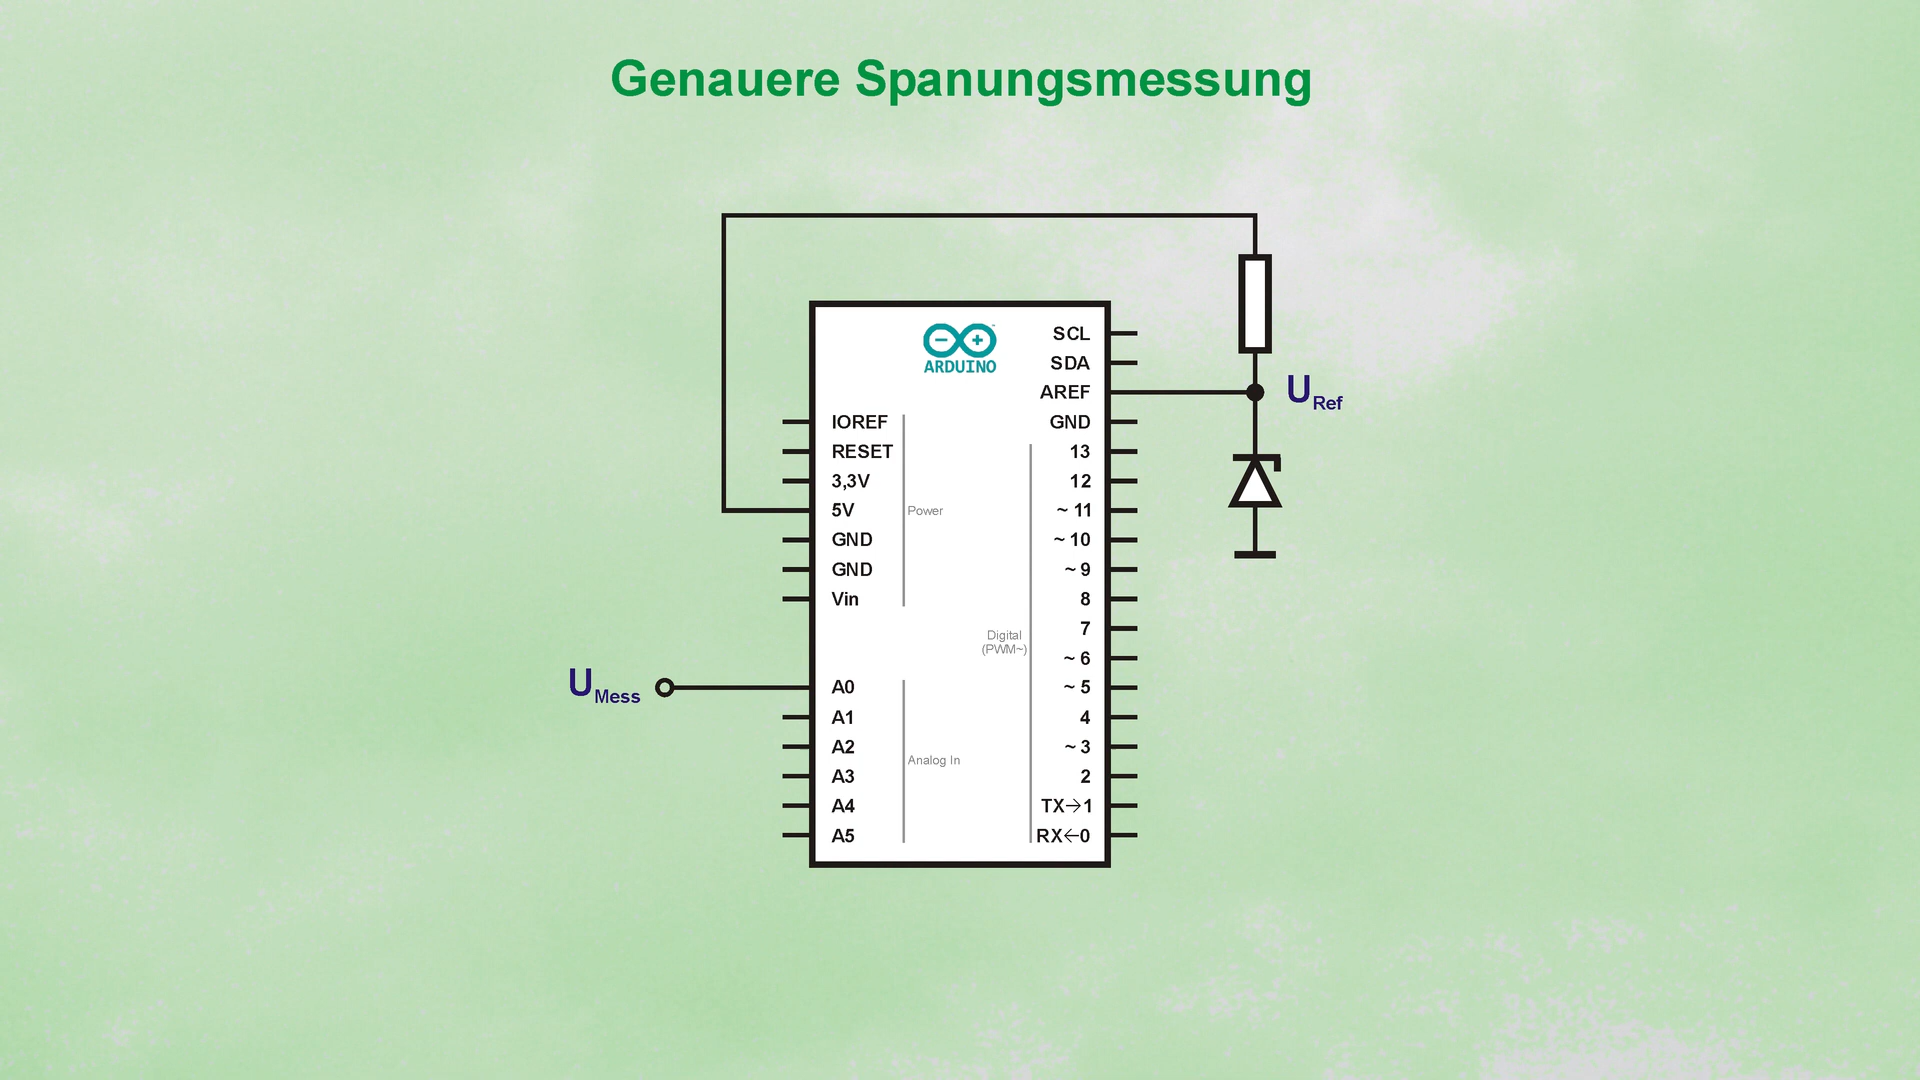 Genauere Spanungsmessung
ARDUINO
SCL
SDA
AREF
U Ref
GND
IOREF
RESET
3,3V
5V
GND
GND
Vin
Power
13
12
~ 11
~ 10
~ 9
8
7
~ 6
~ 5
4
~ 3
2
TX→1
RX←0
Digital
(PWM~)
U Mess
A0
A1
A2
A3
A4
A5
Analog In